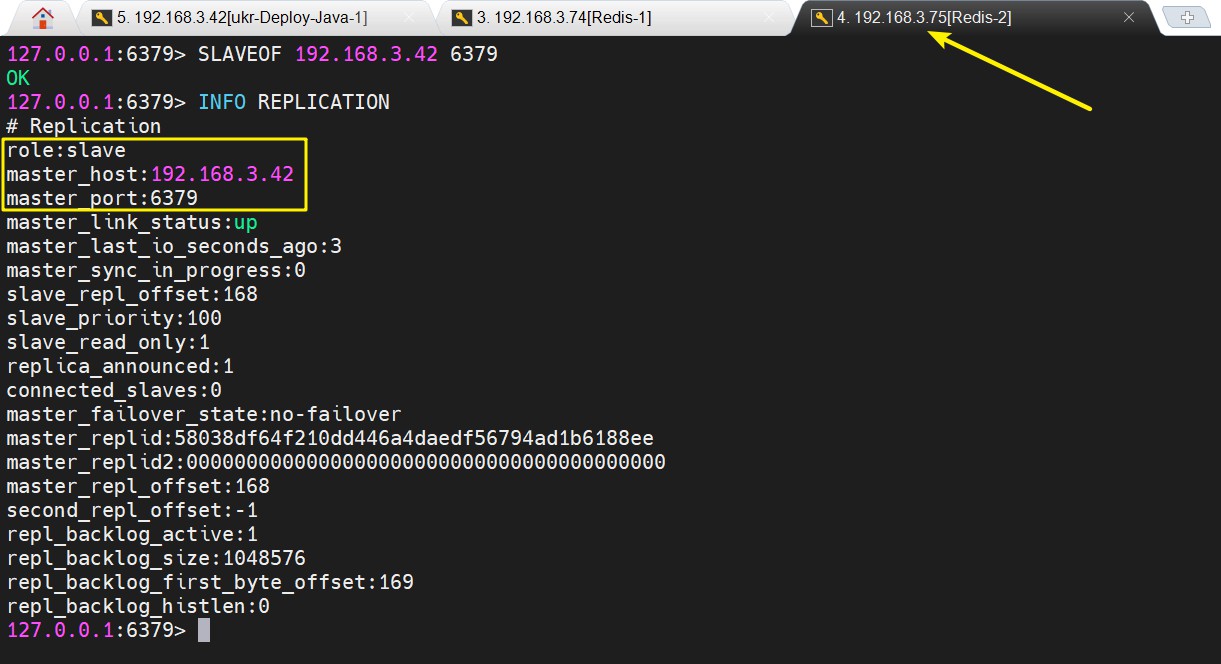 5. 192.168.3.42[ukr-Deploy-Java-1]
3. 192.168.3.74[Redis-1]
4. 192.168.3.75[Redis-2]
127.0.0.1:6379> SLAVEOF 192.168.3.42 6379
OK
127.0.0.1:6379> INFO REPLICATION
# Replication
role:slave
master_host:192.168.3.42
master_port:6379
master_link_status:up
master_last_io_seconds_ago:3
master_sync_in_progress:0
slave_repl_offset:168
slave_priority:100
slave_read_only:1
replica_announced:1
connected_slaves:0
master_failover_state:no-failover
master_replid:58038df64f210dd446a4daedf56794ad1b6188ee
master_replid2:0000000000000000000000000000000000000000
master_repl_offset:168
second_repl_offset:-1
repl_backlog_active:1
repl_backlog_size:1048576
repl_backlog_first_byte_offset:169
repl_backlog_histlen:0
127.0.0.1:6379>